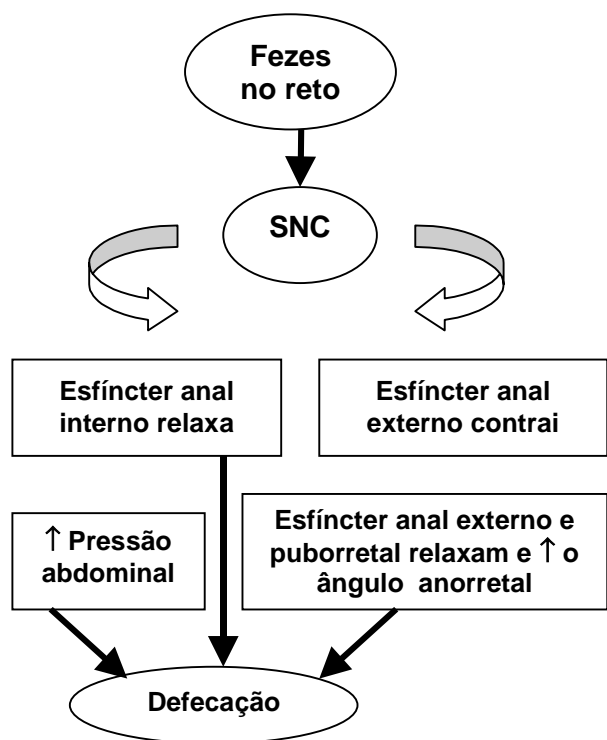 Fezes
no reto
SNC
Esfíncter anal
interno relaxa
Esfíncter anal
externo contrai
↑ Pressão
abdominal
Esfíncter anal externo e
puborretal relaxam e ↑ o
ângulo anorretal
Defecação